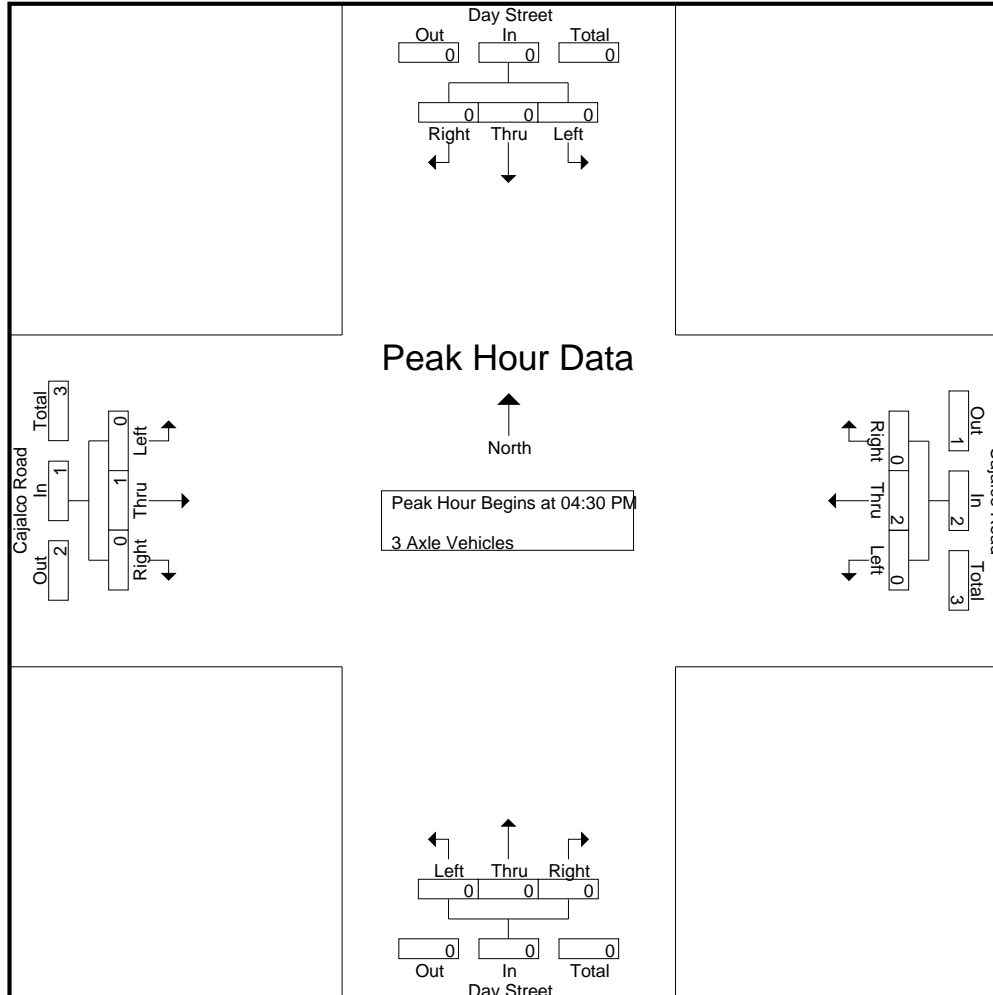 Day Street
Out In Total
0 0 0
0 0 0
Right Thru Left
Peak Hour Data
North
Peak Hour Begins at 04:30 PM
3 Axle Vehicles
Cajalco Road
Total In Out
3 1 2
0 1 0
Left Thru Right
Right Thru Left
0 2 0
Out In Total
1 2 3
Cajalco Road
Left Thru Right
0 0 0
0 0 0
Out In Total
Day Street